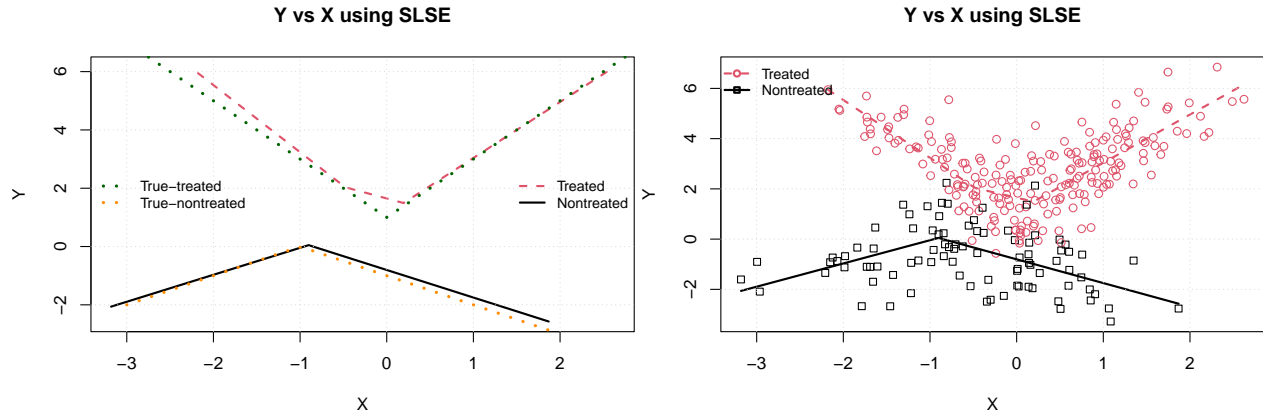 Y vs X using SLSE
Y
6
4
2
0
−2
True−treated
True−nontreated
Treated
Nontreated
−3
−2
−1
0
1
2
X
Y vs X using SLSE
Y
6
4
2
0
−2
Treated
Nontreated
−3
−2
−1
0
1
2
X